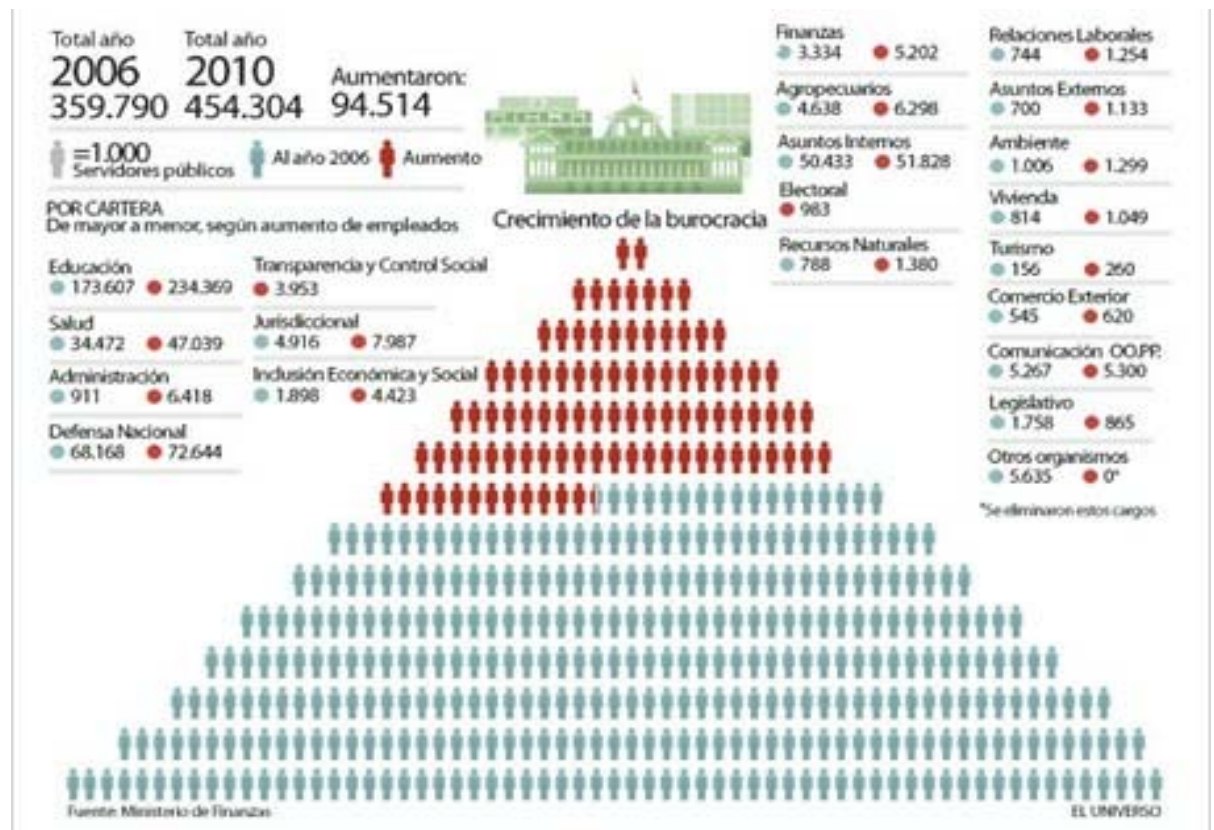 Total año
2006
359.790
Total año
2010
454.304
Aumentaron:
94.514
=1.000
Servidores públicos
Al año 2006
Aumento
POR CARTERA
De mayor a menor, según aumento de empleados
Educación
173.607 234.369
Salud
34.472 47.039
Administración
911 6.418
Defensa Nacional
68.168 72.644
Transparencia y Control Social
3.953
Jurisdiccional
4.916 7.987
Inclusión Económica y Social
1.898 4.423
Crecimiento de la burocracia
Finanzas
3.334 5.202
Agropecuarios
4.638 6.298
Asuntos Internos
50.433 51.828
Electoral
983
Recursos Naturales
788 1.380
Relaciones Laborales
744 1.254
Asuntos Externos
700 1.133
Ambiente
1.006 1.299
Vivienda
814 1.049
Turismo
156 260
Comercio Exterior
545 620
Comunicación OO.PP.
5.267 5.300
Legislativo
1.758 865
Otros organismos
5.635 0*
*Se eliminaron estos cargos
Fuente: Ministerio de Finanzas
EL UNIVERSO